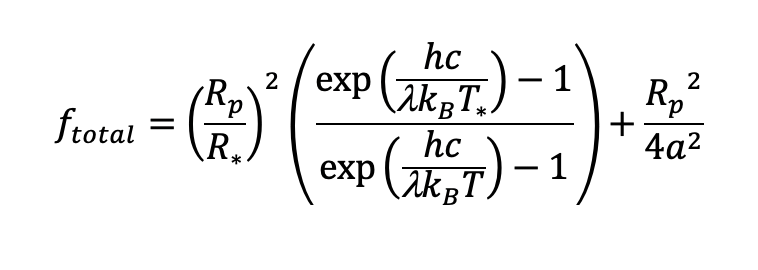 f_{total} = \left(\frac{R_p}{R_*}\right)^2 \left(\frac{\exp\left(\frac{hc}{\lambda k_B T_*}\right) - 1}{\exp\left(\frac{hc}{\lambda k_B T}\right) - 1}\right) + \frac{{R_p}^2}{4a^2}